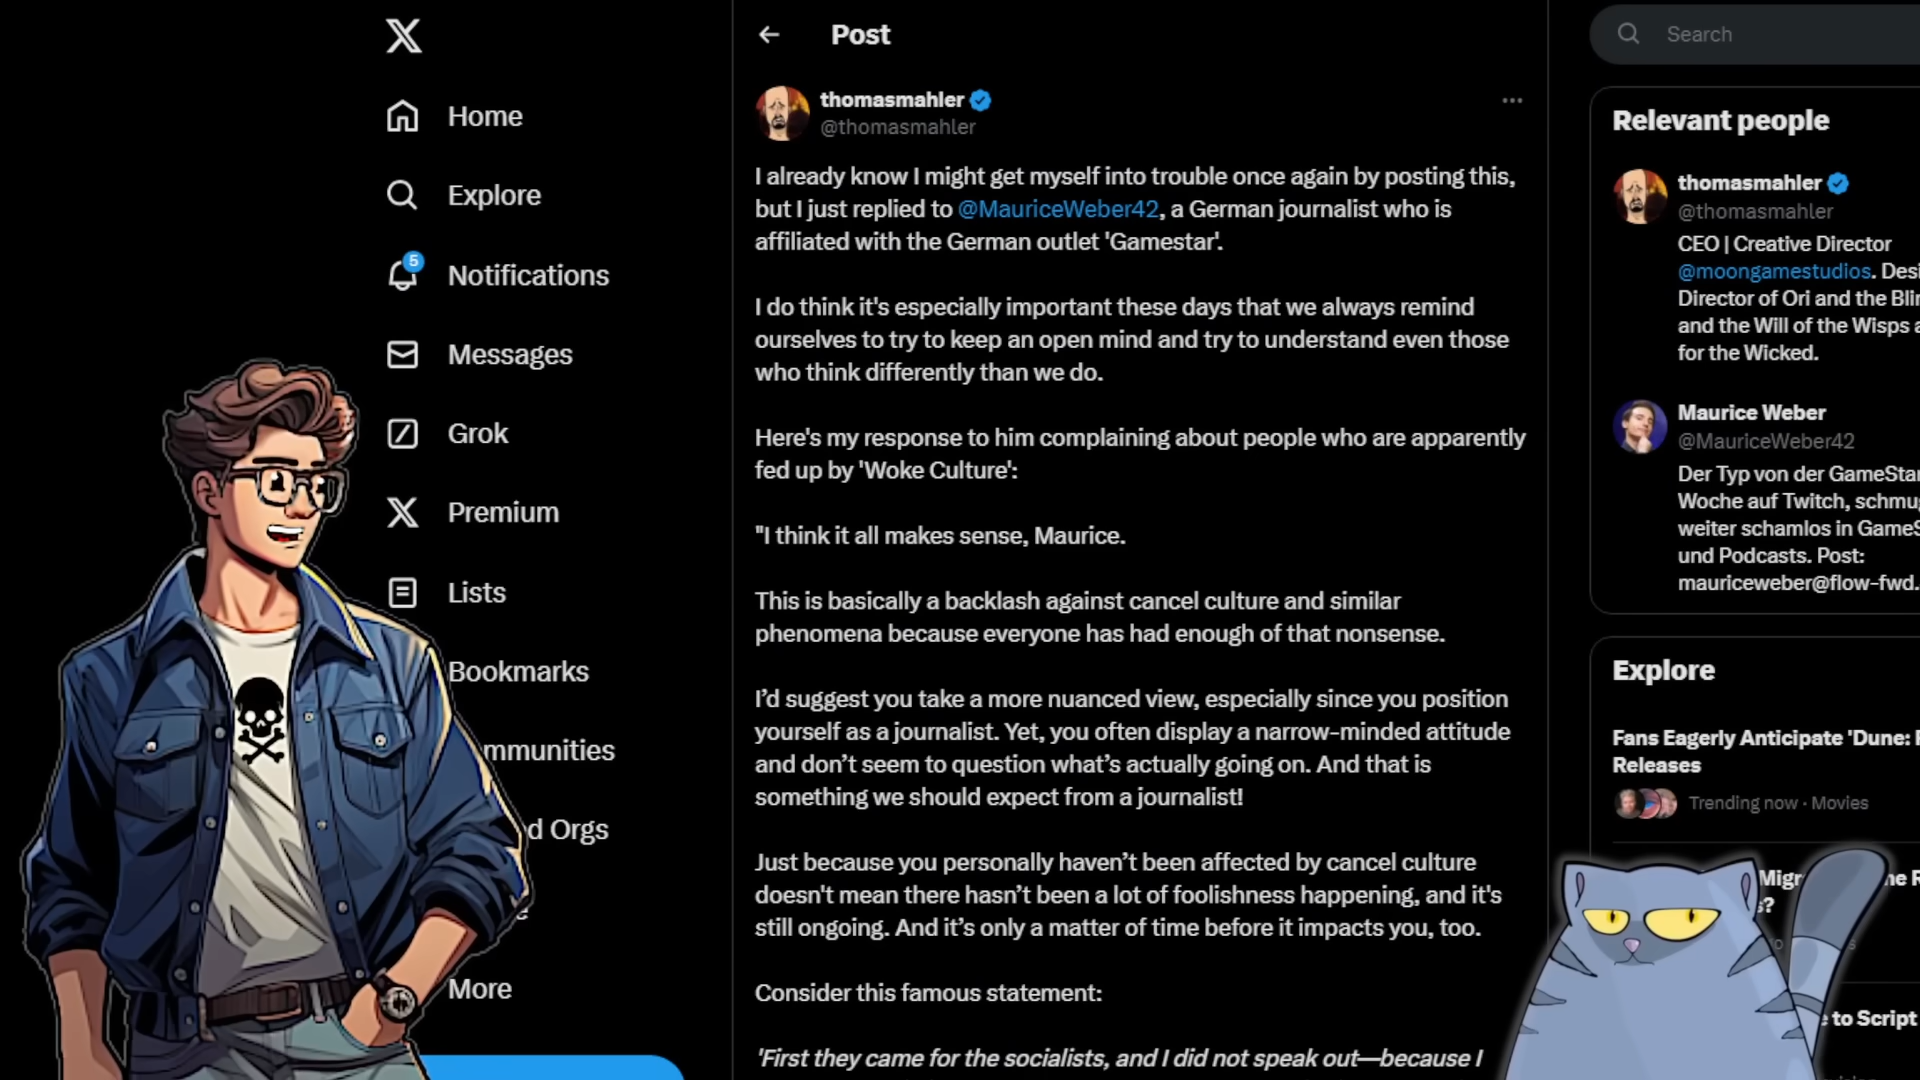 Home
Explore
5
Notifications
Messages
Grok
Premium
Lists
Bookmarks
mmunities
d Orgs
More
Post
thomasmahler
@thomasmahler
I already know I might get myself into trouble once again by posting this,
but I just replied to @MauriceWeber42, a German journalist who is
affiliated with the German outlet 'Gamestar'.
I do think it's especially important these days that we always remind
ourselves to try to keep an open mind and try to understand even those
who think differently than we do.
Here's my response to him complaining about people who are apparently
fed up by 'Woke Culture':
"I think it all makes sense, Maurice.
This is basically a backlash against cancel culture and similar
phenomena because everyone has had enough of that nonsense.
I’d suggest you take a more nuanced view, especially since you position
yourself as a journalist. Yet, you often display a narrow-minded attitude
and don’t seem to question what’s actually going on. And that is
something we should expect from a journalist!
Just because you personally haven’t been affected by cancel culture
doesn't mean there hasn’t been a lot of foolishness happening, and it's
still ongoing. And it’s only a matter of time before it impacts you, too.
Consider this famous statement:
'First they came for the socialists, and I did not speak out—because I
Search
Relevant people
thomasmahler
@thomasmahler
CEO | Creative Director
@moongamestudios. Desi
Director of Ori and the Blin
and the Will of the Wisps a
for the Wicked.
Maurice Weber
@MauriceWeber42
Der Typ von der GameStar
Woche auf Twitch, schmug
weiter schamlos in GameS
und Podcasts. Post:
mauriceweber@flow-fwd.
Explore
Fans Eagerly Anticipate 'Dune: P
Releases
Trending now · Movies
Migr
ne R
s?
e to Script